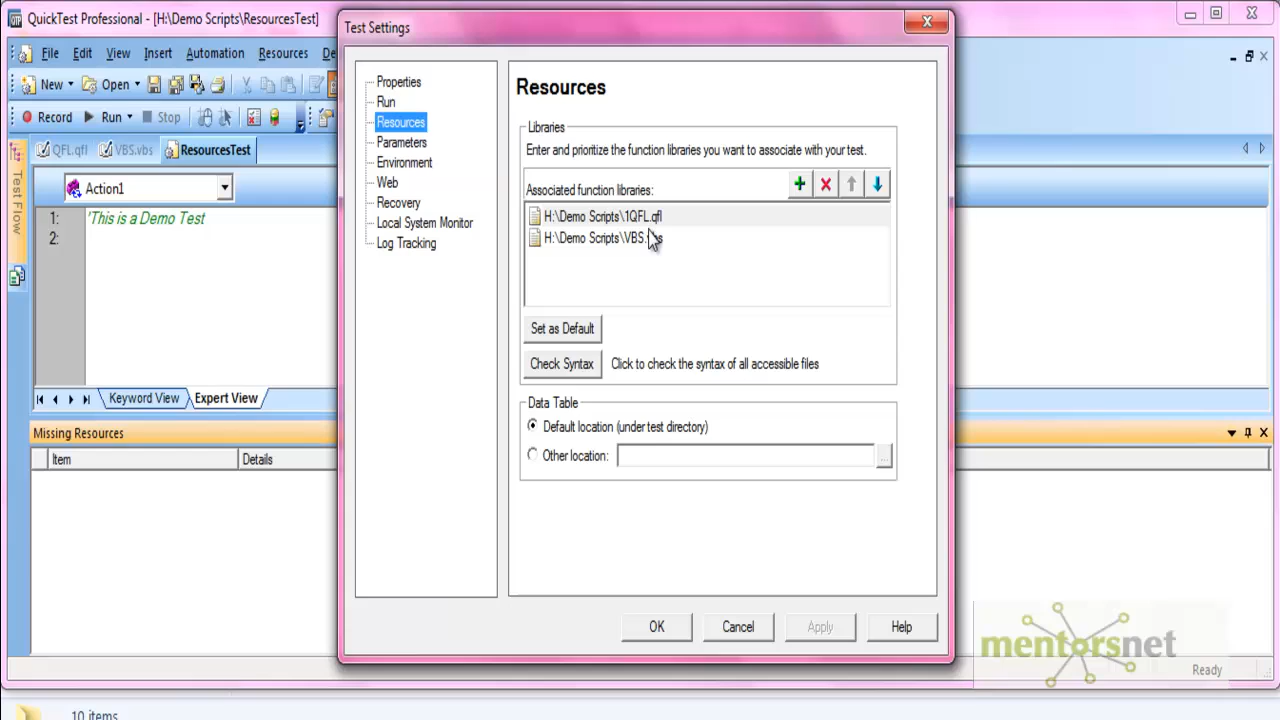 QuickTest Professional - [H:\Demo Scripts\ResourcesTest]
File Edit View Insert Automation Resources
New Open
Record Run Stop
QFL.qfl VBS.vbs ResourcesTest
Test Flow
Action1
1: 'This is a Demo Test
2:
Keyword View Expert View
Missing Resources
Item Details
Test Settings
Properties
Run
Resources
Parameters
Environment
Web
Recovery
Local System Monitor
Log Tracking
Resources
Libraries
Enter and prioritize the function libraries you want to associate with your test.
Associated function libraries:
H:\Demo Scripts\1QFL.qfl
H:\Demo Scripts\VBS.vbs
Set as Default
Check Syntax Click to check the syntax of all accessible files
Data Table
Default location (under test directory)
Other location:
...
OK Cancel Apply Help
mentorsnet
Ready
10 items